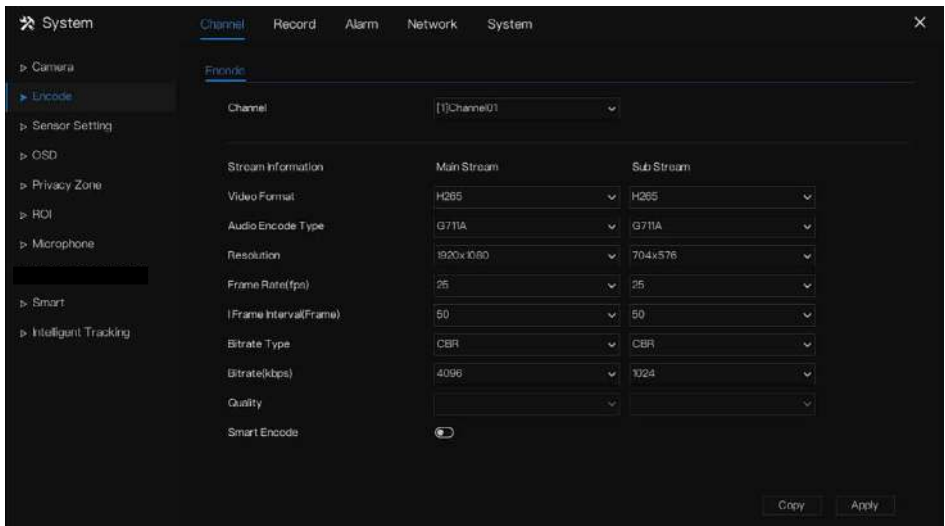 System Channel Record Alarm Network System
Camera
Encode
Sensor Setting
OSD
Privacy Zone
ROI
Microphone
Smart
Intelligent Tracking
Encode
Channel [1]Channel01
Stream Information Main Stream Sub Stream
Video Format H265 H265
Audio Encode Type G711A G711A
Resolution 1920x1080 704x576
Frame Rate(fps) 25 25
I Frame Interval(Frame) 50 50
Bitrate Type CBR CBR
Bitrate(kbps) 4096 1024
Quality
Smart Encode
Copy Apply